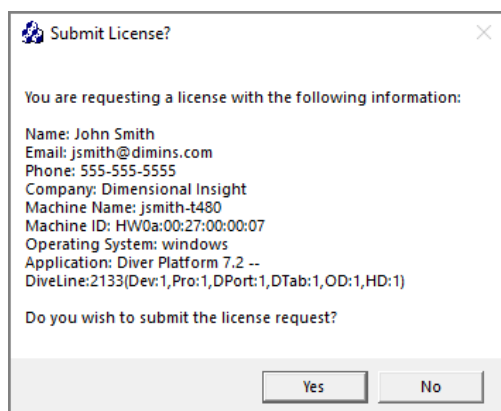 Submit License?
You are requesting a license with the following information:
Name: John Smith
Email: jsmith@dimins.com
Phone: 555-555-5555
Company: Dimensional Insight
Machine Name: jsmith-t480
Machine ID: HW0a:00:27:00:00:07
Operating System: windows
Application: Diver Platform 7.2 --
DiveLine:2133(Dev:1,Pro:1,DPort:1,DTab:1,OD:1,HD:1)
Do you wish to submit the license request?
Yes
No